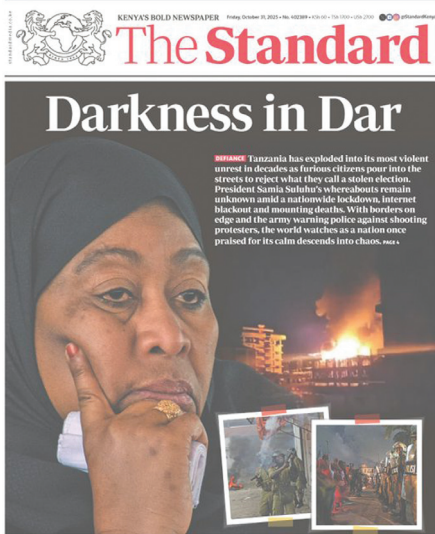 KENYA'S BOLD NEWSPAPER
Friday, October 31, 2025 • No.
The Standard
Darkness in Dar
DEFIANCE Tanzania has exploded into its most violent
unrest in decades as furious citizens pour into the
streets to reject what they call a stolen election.
President Samia Suluhu's whereabouts remain
unknown amid a nationwide lockdown, internet
blackout and mounting deaths. With borders on
edge and the army warning police against shooting
protesters, the world watches as a nation once
praised for its calm descends into chaos. PAGE 4